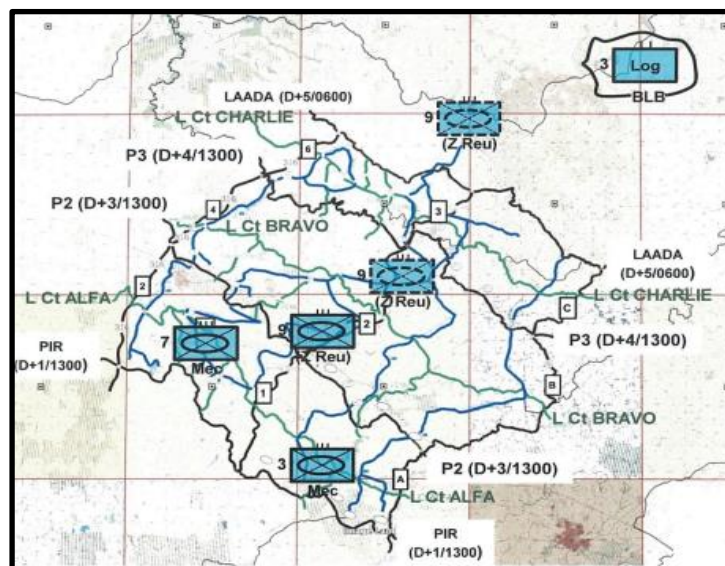 3
Log
BLB
LAADA (D+5/0600)
L Ct CHARLIE
9
(Z Reu)
P3 (D+4/1300)
6
P2 (D+3/1300)
4
3
L Ct BRAVO
LAADA
(D+5/0600)
9
(Z Reu)
2
L Ct ALFA
L Ct CHARLIE
C
7
Mec
9
2
(Z Reu)
P3 (D+4/1300)
PIR
(D+1/1300)
1
B
L Ct BRAVO
3
Mec
P2 (D+3/1300)
A
L Ct ALFA
PIR
(D+1/1300)